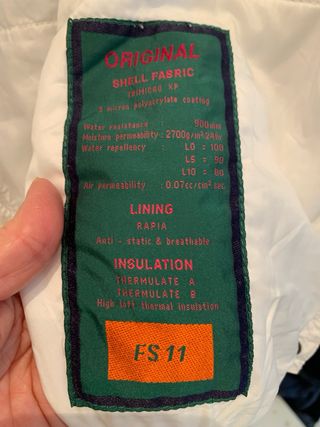 ORIGINAL
SHELL FABRIC
triMICRO XP
3 micron polyacrylate coating
Water resistance : 900mm
Moisture permeability : 2700g/m²24hr
Water repellency : L0 = 100
L5 = 90
L10 = 80
Air permeability : 0.07cc/cm² sec
LINING
RAPIA
Anti - static & breathable
INSULATION
THERMULATE A
THERMULATE B
High loft thermal insulation
FS 11